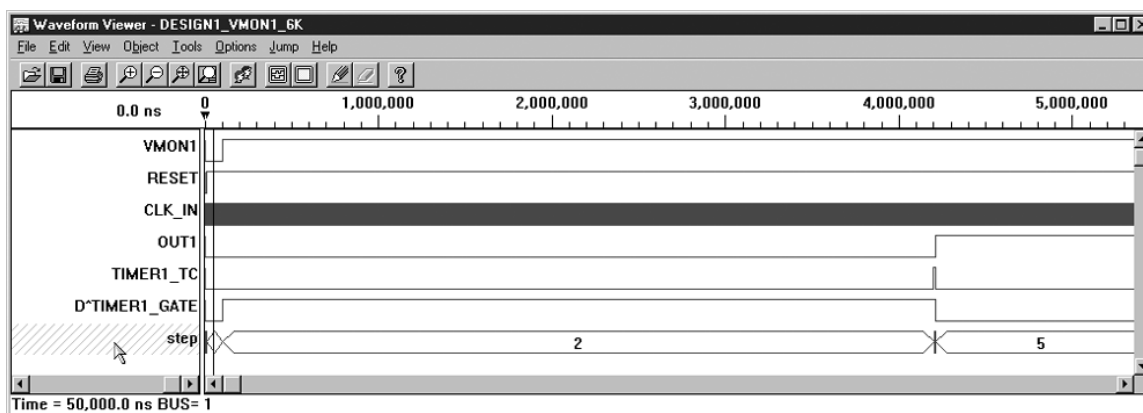 Waveform Viewer - DESIGN1_VMON1_6K
File Edit View Object Tools Options Jump Help
0.0 ns 0 1,000,000 2,000,000 3,000,000 4,000,000 5,000,000
VMON1
RESET
CLK_IN
OUT1
TIMER1_TC
D^TIMER1_GATE
step 2 5
Time = 50,000.0 ns BUS= 1